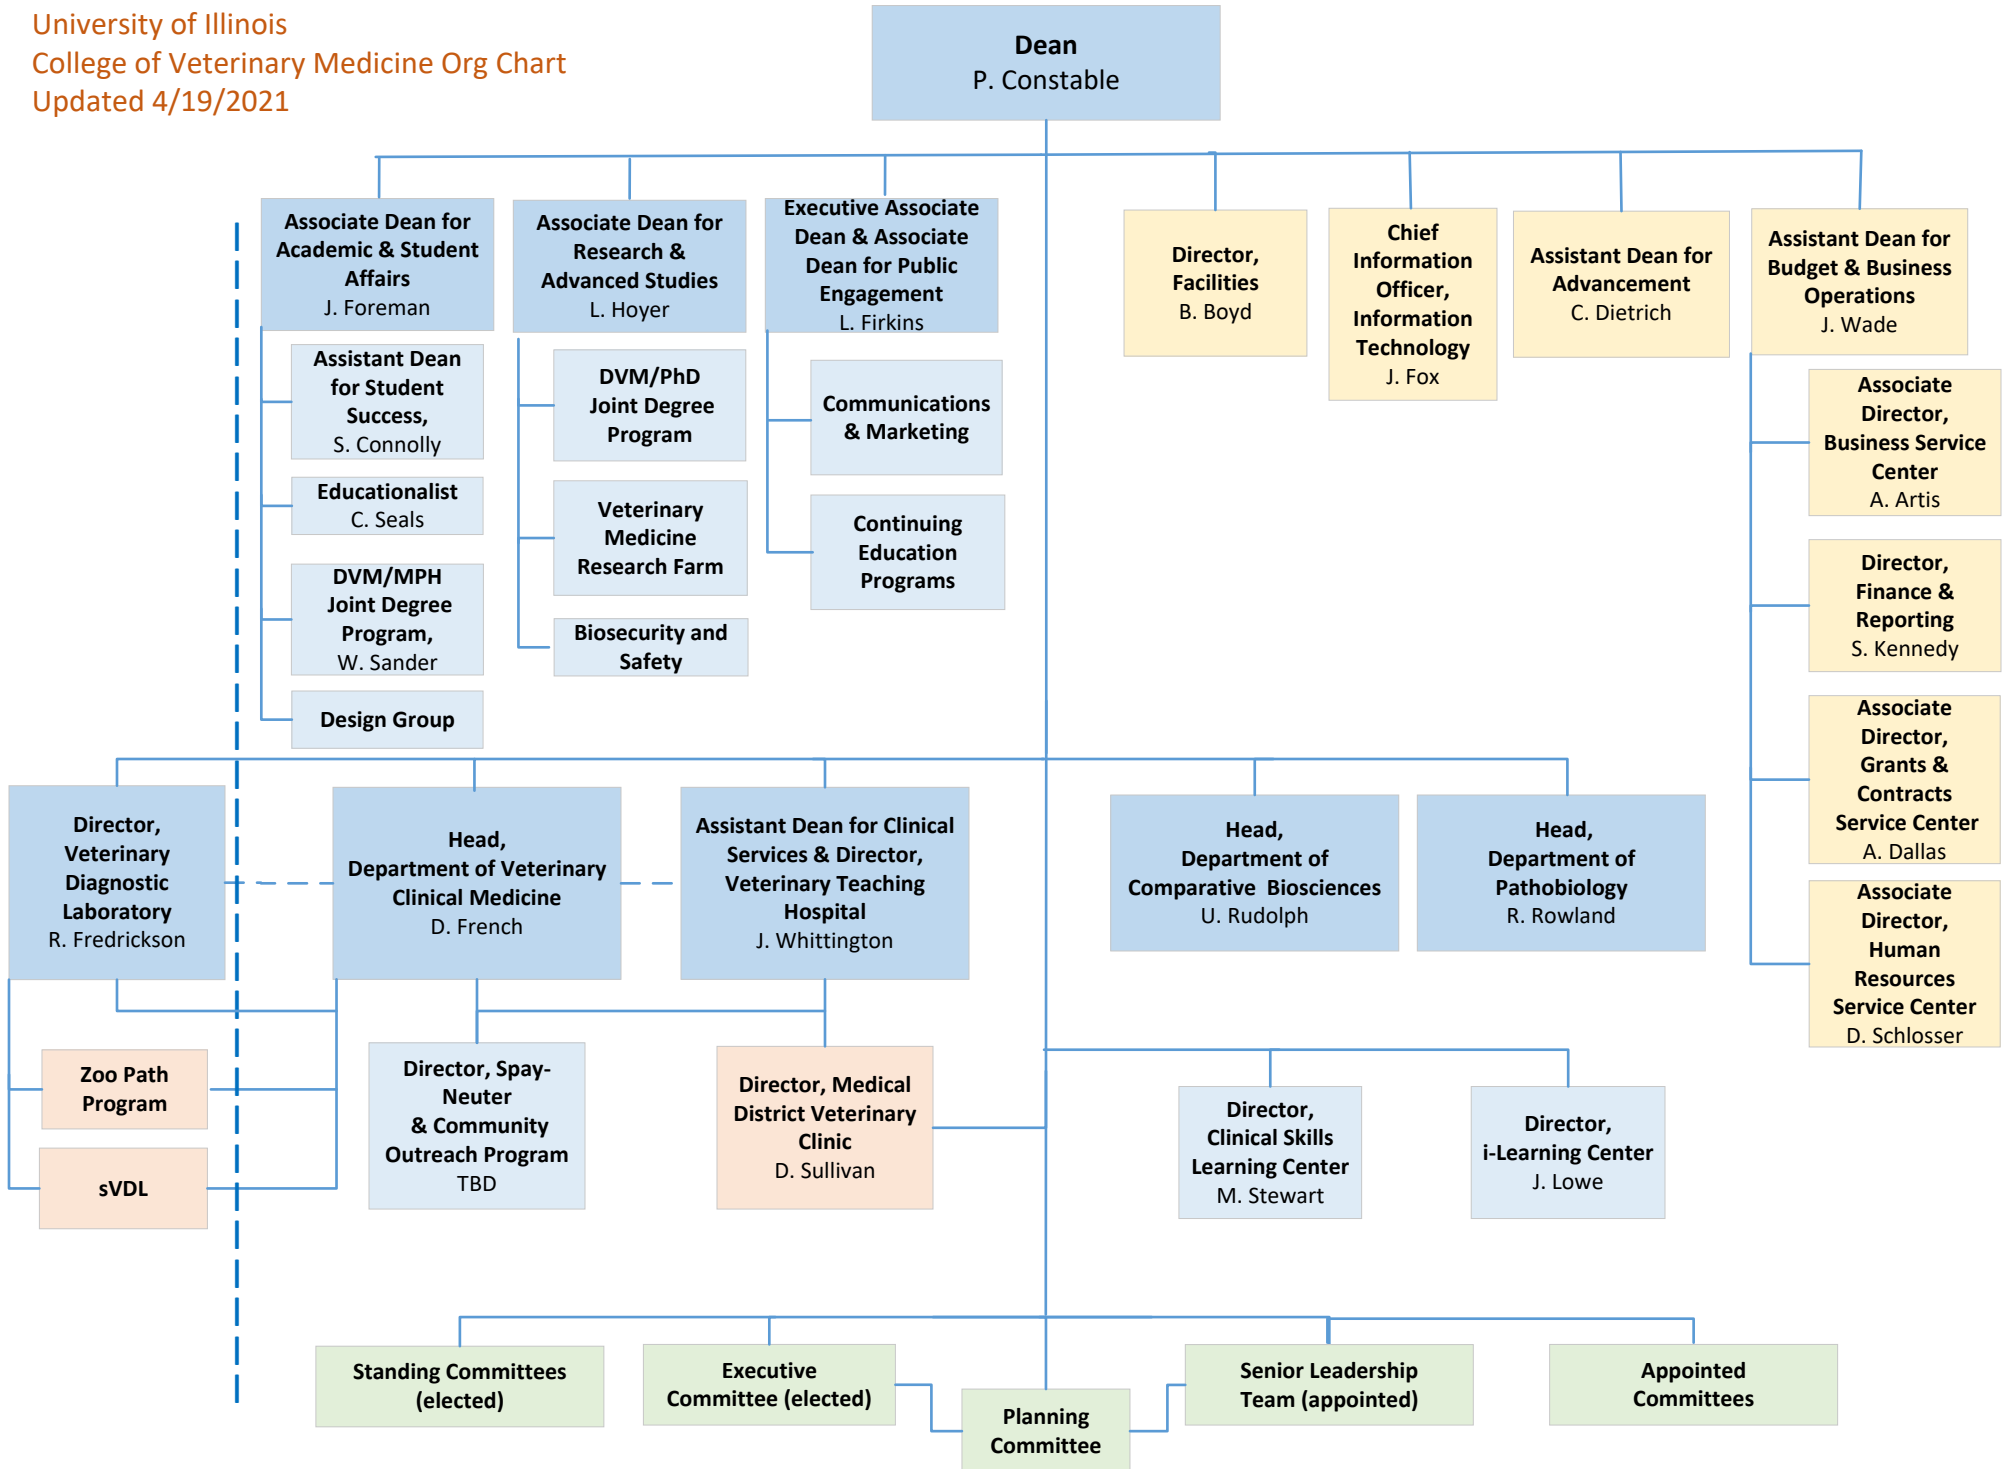 University of Illinois
College of Veterinary Medicine Org Chart
Updated 4/19/2021
Dean
P. Constable
Associate Dean for
Academic & Student
Affairs
J. Foreman
Associate Dean for
Research &
Advanced Studies
L. Hoyer
Executive Associate
Dean & Associate
Dean for Public
Engagement
L. Firkins
Director,
Facilities
B. Boyd
Chief
Information
Officer,
Information
Technology
J. Fox
Assistant Dean for
Advancement
C. Dietrich
Assistant Dean for
Budget & Business
Operations
J. Wade
Assistant Dean
for Student
Success,
S. Connolly
Educationalist
C. Seals
DVM/MPH
Joint Degree
Program,
W. Sander
Design Group
DVM/PhD
Joint Degree
Program
Veterinary
Medicine
Research Farm
Biosecurity and
Safety
Communications
& Marketing
Continuing
Education
Programs
Associate
Director,
Business Service
Center
A. Artis
Director,
Finance &
Reporting
S. Kennedy
Associate
Director,
Grants &
Contracts
Service Center
A. Dallas
Associate
Director,
Human
Resources
Service Center
D. Schlosser
Director,
Veterinary
Diagnostic
Laboratory
R. Fredrickson
Head,
Department of Veterinary
Clinical Medicine
D. French
Assistant Dean for Clinical
Services & Director,
Veterinary Teaching
Hospital
J. Whittington
Head,
Department of
Comparative Biosciences
U. Rudolph
Head,
Department of
Pathobiology
R. Rowland
Zoo Path
Program
sVDL
Director, Spay-
Neuter
& Community
Outreach Program
TBD
Director, Medical
District Veterinary
Clinic
D. Sullivan
Director,
Clinical Skills
Learning Center
M. Stewart
Director,
i-Learning Center
J. Lowe
Standing Committees
(elected)
Executive
Committee (elected)
Planning
Committee
Senior Leadership
Team (appointed)
Appointed
Committees